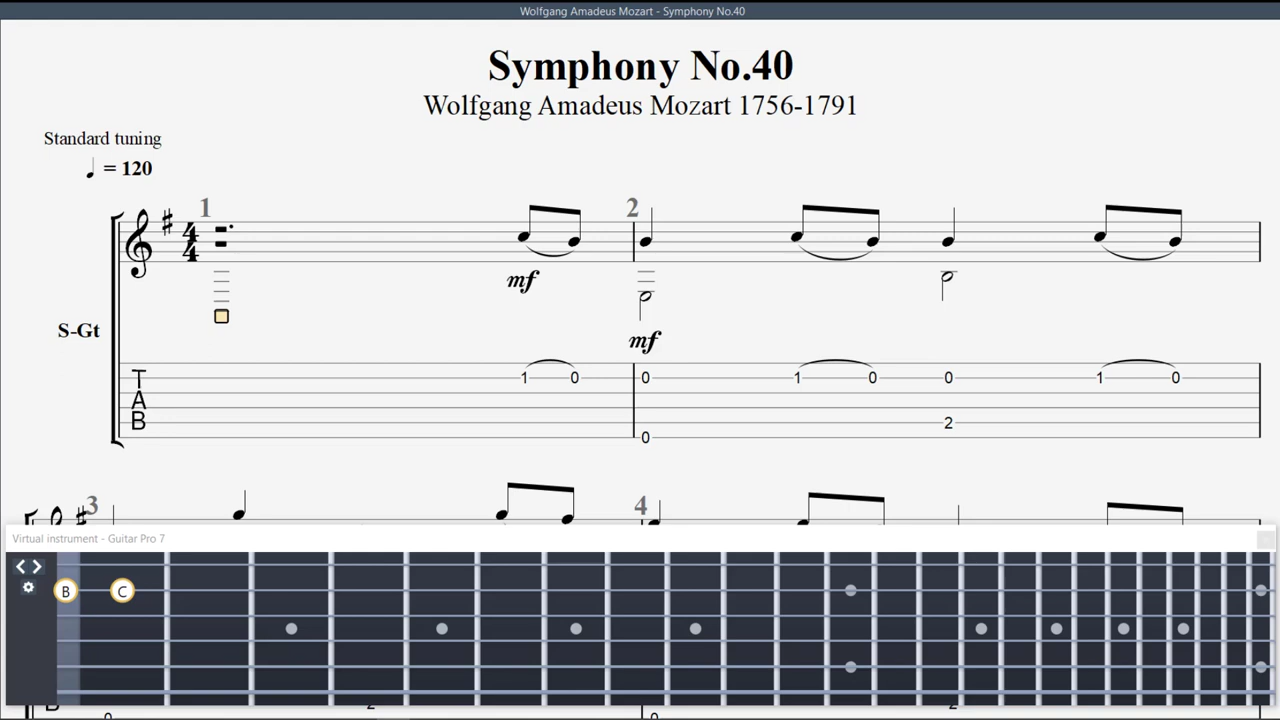 Wolfgang Amadeus Mozart - Symphony No.40
Symphony No.40
Wolfgang Amadeus Mozart 1756-1791
Standard tuning
♩ = 120
1 2
4 4
mf
S-Gt
mf
T 1 0 0 1 0 0 1 0
A
B 2
0
3 4
Virtual instrument - Guitar Pro 7
B C